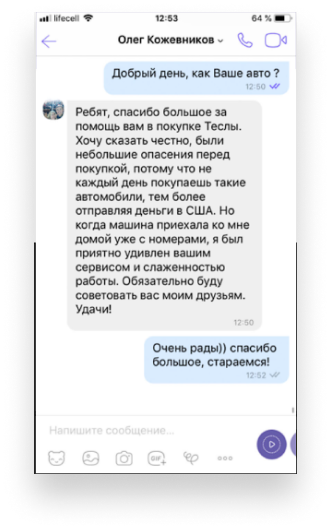 lifecell 12:53 64 %
Олег Кожевников
Добрый день, как Ваше авто ?
12:50
Ребят, спасибо большое за
помощь вам в покупке Теслы.
Хочу сказать честно, были
небольшие опасения перед
покупкой, потому что не
каждый день покупаешь такие
автомобили, тем более
отправляя деньги в США. Но
когда машина приехала ко мне
домой уже с номерами, я был
приятно удивлен вашим
сервисом и слаженностью
работы. Обязательно буду
советовать вас моим друзьям.
Удачи!
12:50
Очень рады)) спасибо
большое, стараемся!
12:52
Напишите сообщение...
GIF